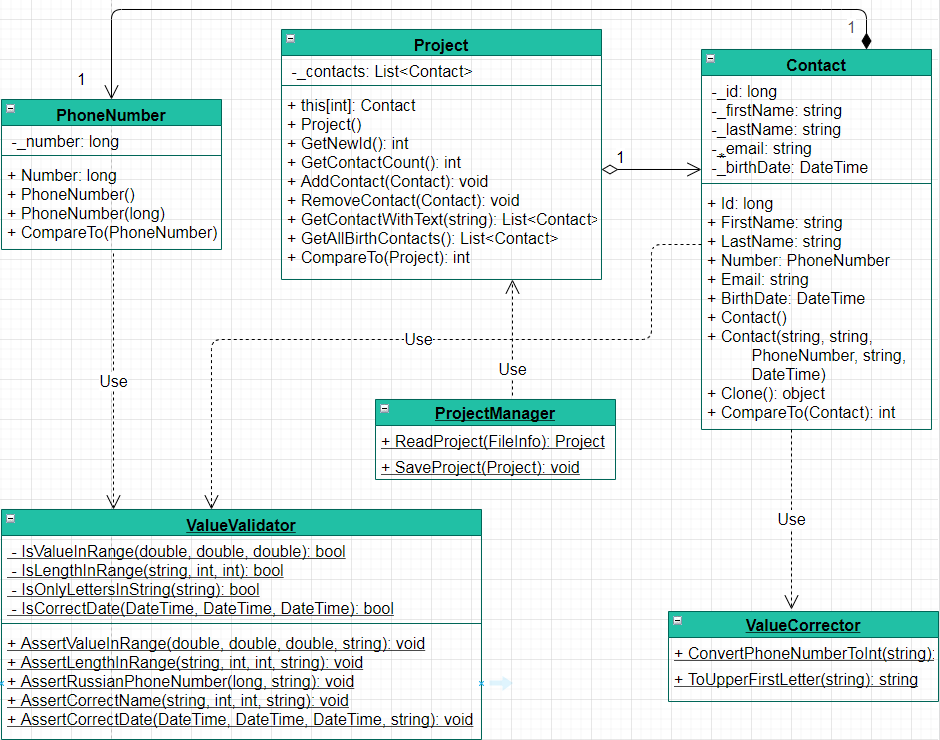 1
1
PhoneNumber
-_number: long
+ Number: long
+ PhoneNumber()
+ PhoneNumber(long)
+ CompareTo(PhoneNumber)
Project
-_contacts: List<Contact>
+ this[int]: Contact
+ Project()
+ GetNewId(): int
+ GetContactCount(): int
+ AddContact(Contact): void
+ RemoveContact(Contact): void
+ GetContactWithText(string): List<Contact>
+ GetAllBirthContacts(): List<Contact>
+ CompareTo(Project): int
1
Contact
-_id: long
-_firstName: string
-_lastName: string
-_email: string
-_birthDate: DateTime
+ Id: long
+ FirstName: string
+ LastName: string
+ Number: PhoneNumber
+ Email: string
+ BirthDate: DateTime
+ Contact()
+ Contact(string, string,
PhoneNumber, string,
DateTime)
+ Clone(): object
+ CompareTo(Contact): int
Use
Use
Use
ProjectManager
+ ReadProject(FileInfo): Project
+ SaveProject(Project): void
Use
ValueValidator
- IsValueInRange(double, double, double): bool
- IsLengthInRange(string, int, int): bool
- IsOnlyLettersInString(string): bool
- IsCorrectDate(DateTime, DateTime, DateTime): bool
+ AssertValueInRange(double, double, double, string): void
+ AssertLengthInRange(string, int, int, string): void
+ AssertRussianPhoneNumber(long, string): void
+ AssertCorrectName(string, int, int, string): void
+ AssertCorrectDate(DateTime, DateTime, DateTime, string): void
ValueCorrector
+ ConvertPhoneNumberToInt(string):
+ ToUpperFirstLetter(string): string